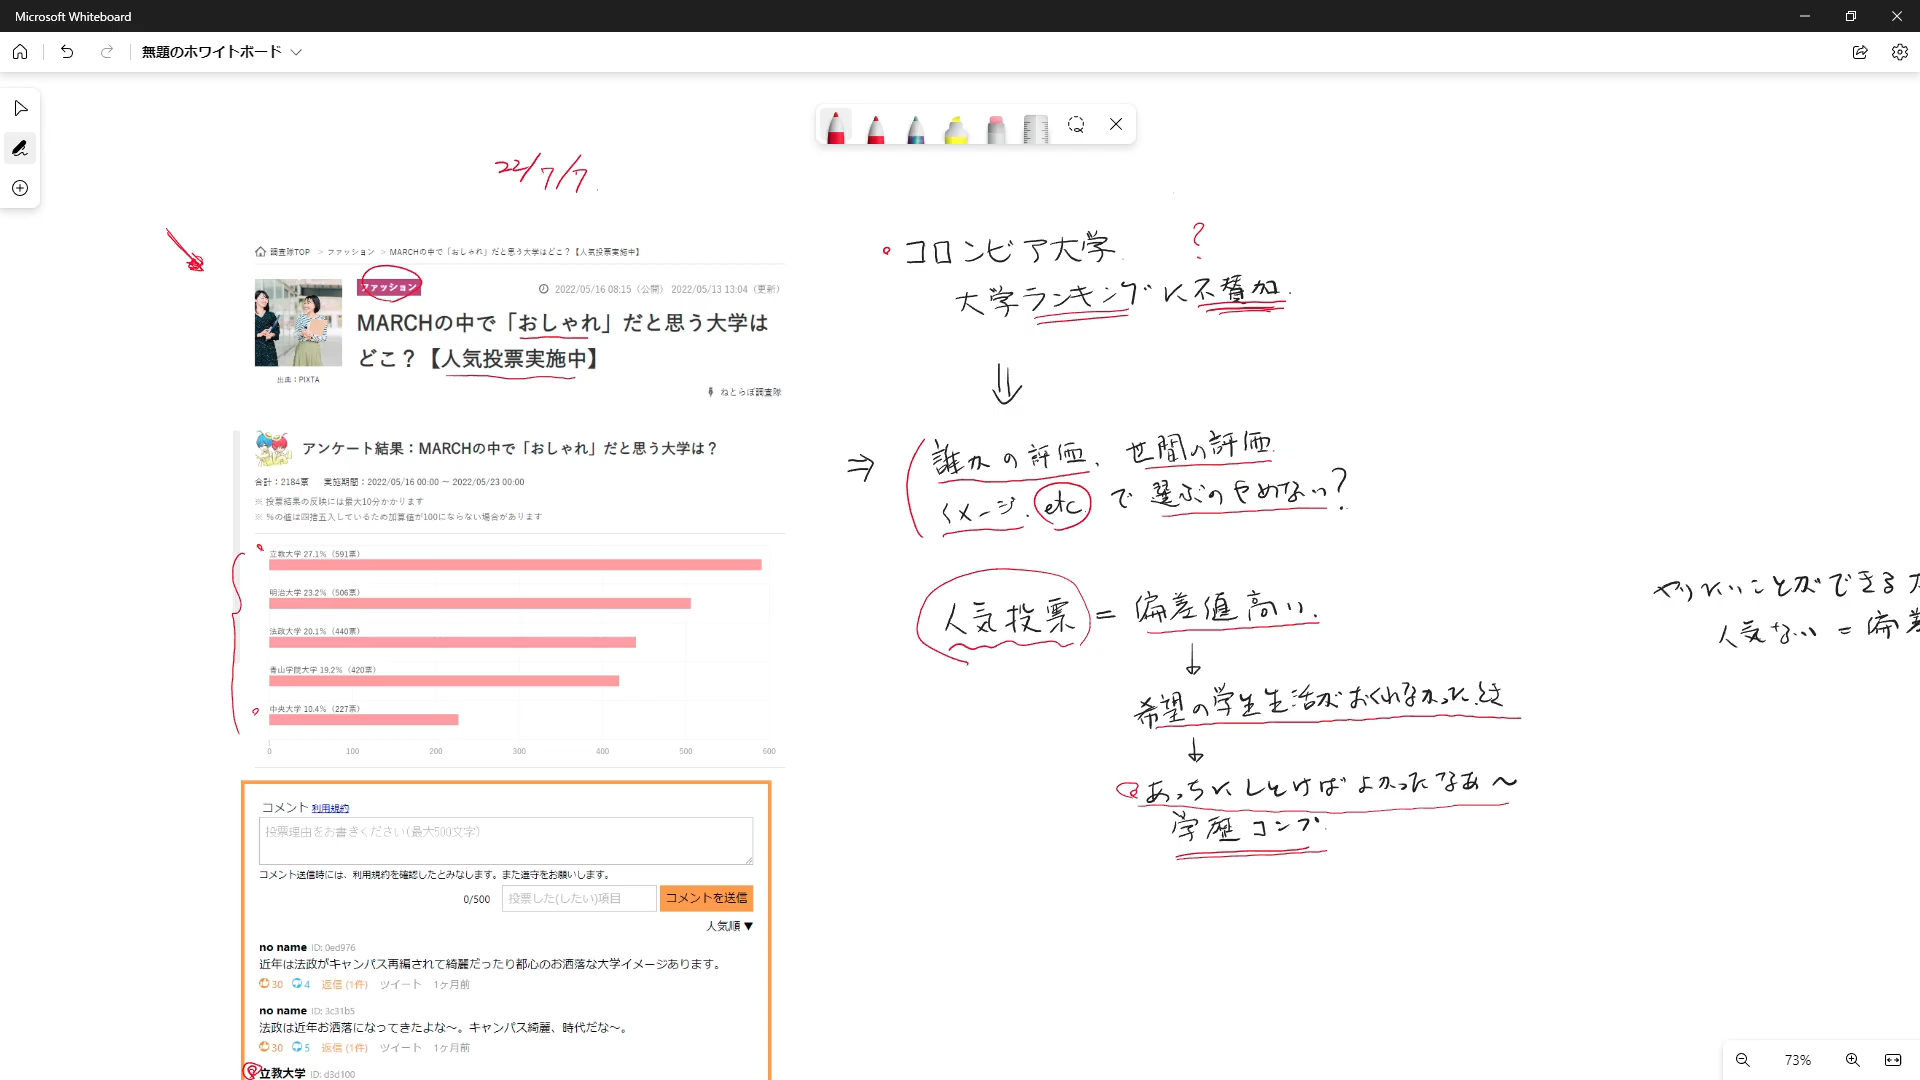 Microsoft Whiteboard
無題のホワイトボード
22/7/7.
調査隊TOP > ファッション > MARCHの中で「おしゃれ」だと思う大学はどこ?【人気投票実施中】
ファッション
2022/05/16 08:15（公開） 2022/05/13 13:04（更新）
MARCHの中で「おしゃれ」だと思う大学は
どこ？【人気投票実施中】
出典：PIXTA
ねとらぼ調査隊
アンケート結果：MARCHの中で「おしゃれ」だと思う大学は？
合計：2184票 実施期間：2022/05/16 00:00 ～ 2022/05/23 00:00
※ 投票結果の反映には最大10分かかります
※ %の値は四捨五入しているため加算値が100にならない場合があります
立教大学 27.1%（591票）
明治大学 23.2%（506票）
法政大学 20.1%（440票）
青山学院大学 19.2%（420票）
中央大学 10.4%（227票）
0 100 200 300 400 500 600
コメント 利用規約
投票理由をお書きください（最大500文字）
コメント送信時には、利用規約を確認したとみなします。また遵守をお願いします。
0/500 投票した(したい)項目 コメントを送信
人気順▼
no name ID: 0ed976
近年は法政がキャンパス再編されて綺麗だったり都心のお洒落な大学イメージあります。
30 4 返信 (1件) ツイート 1ヶ月前
no name ID: 3c31b5
法政は近年お洒落になってきたよな〜。キャンパス綺麗、時代だな〜。
30 5 返信 (1件) ツイート 1ヶ月前
立教大学 ID: d3d100
コロンビア大学 ?
大学ランキングに不賛加.
⇓
⇒ 誰かの評価、世間の評価
イメージ、etc. で選ぶのやめない?
人気投票 = 偏差値高い.
↓
希望の学生生活がおくれなかったとき
↓
あっちにしとけばよかったなあ〜
学歴コンプ.
やりたいことができる
人気ない = 偏差
73%